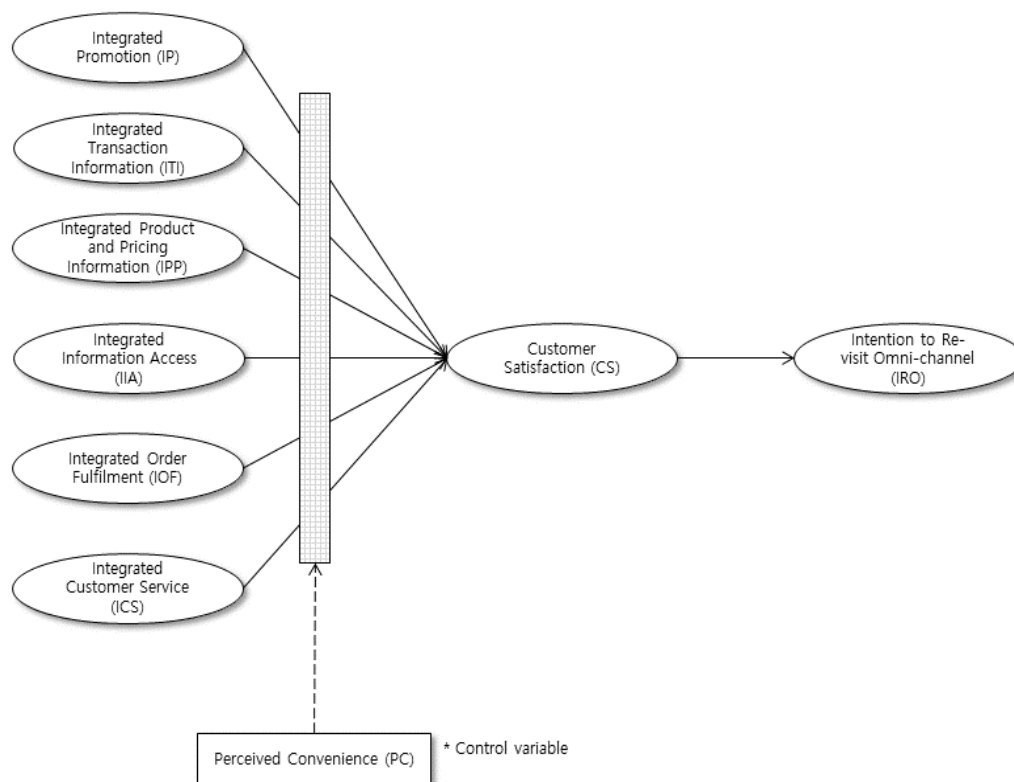 Integrated
Promotion (IP)
Integrated
Transaction
Information (ITI)
Integrated Product
and Pricing
Information (IPP)
Integrated
Information Access
(IIA)
Integrated Order
Fulfilment (IOF)
Integrated
Customer Service
(ICS)
Customer
Satisfaction (CS)
Intention to Re-
visit Omni-channel
(IRO)
Perceived Convenience (PC)
* Control variable